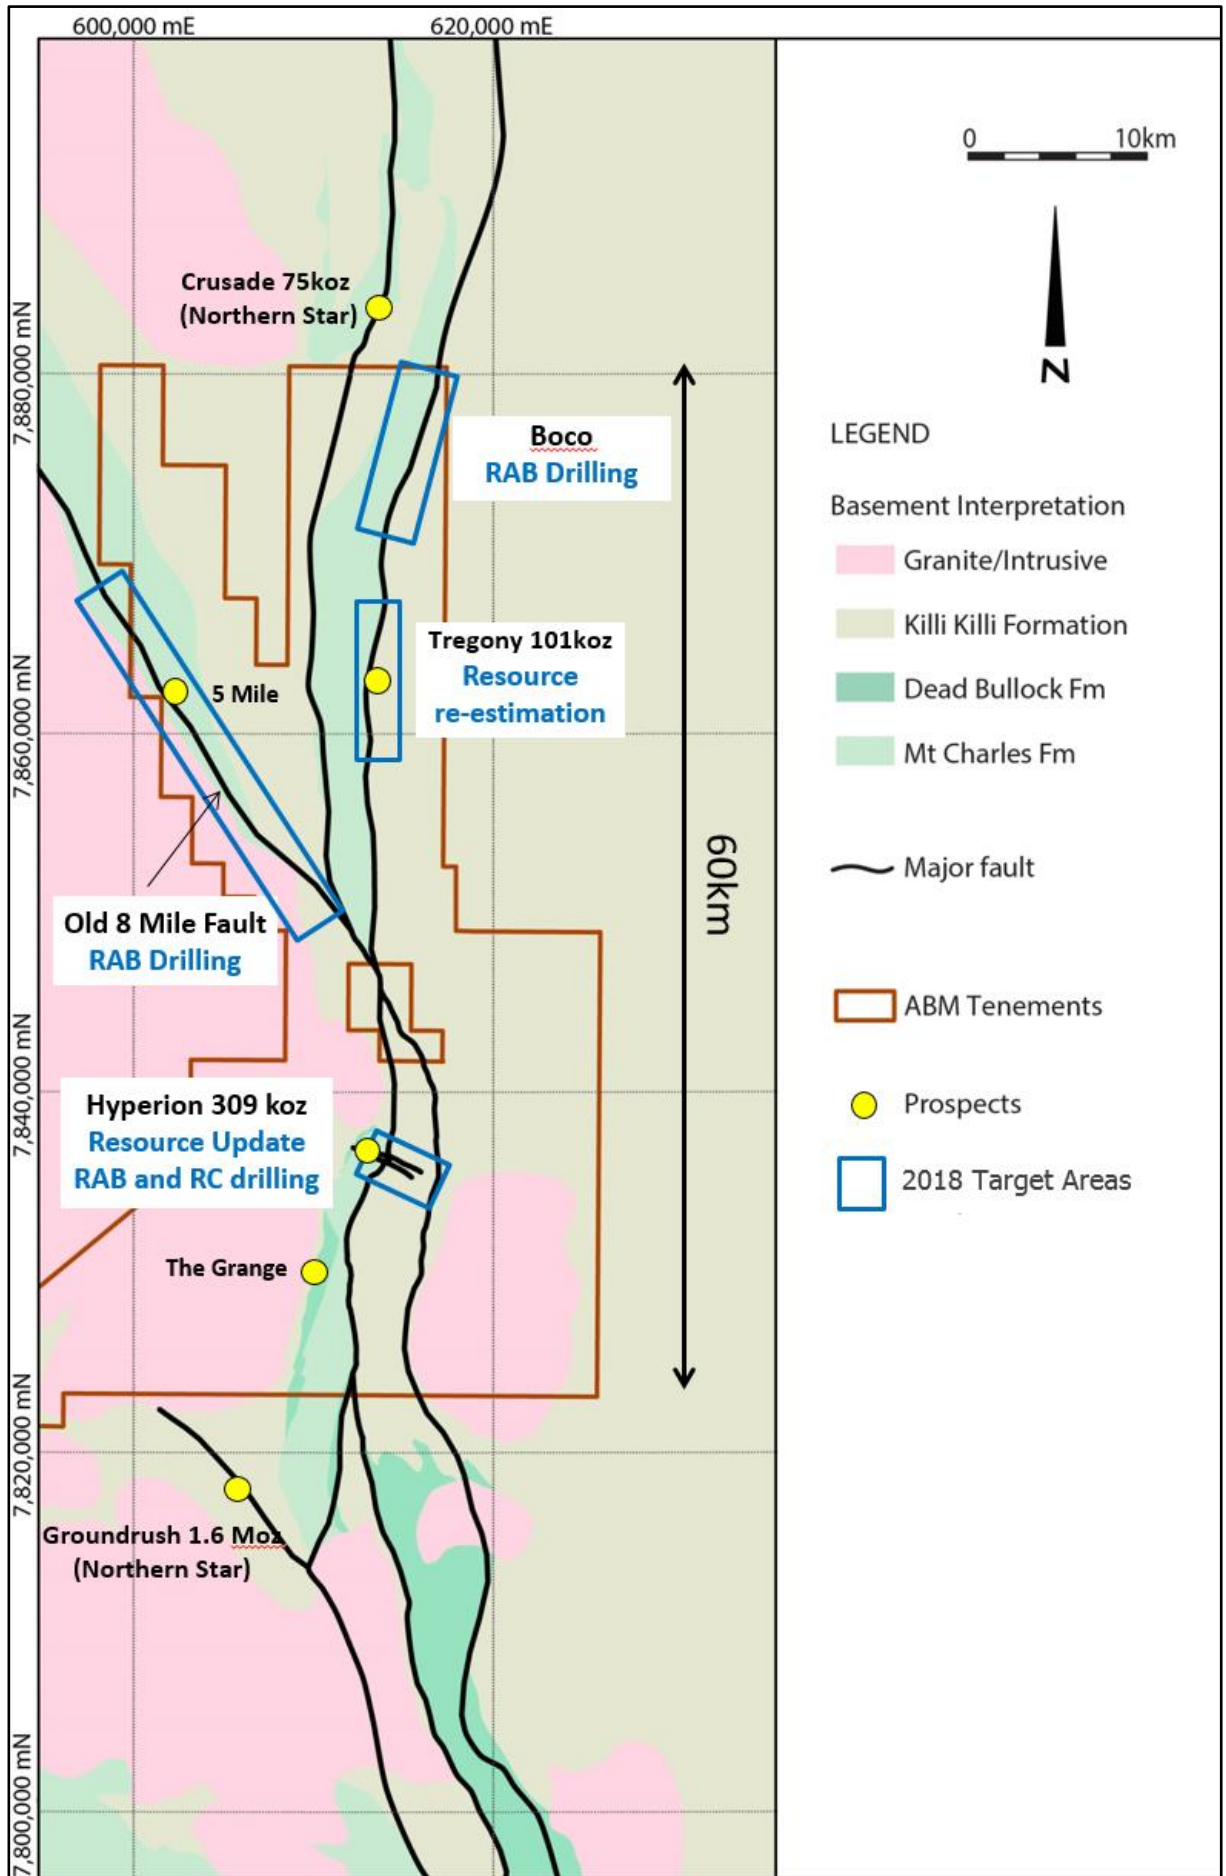 600,000 mE
620,000 mE
0
10km
Crusade 75koz
(Northern Star)
7,880,000 mN
N
Boco
RAB Drilling
LEGEND
Basement Interpretation
Granite/Intrusive
Killi Killi Formation
Dead Bullock Fm
Mt Charles Fm
Major fault
ABM Tenements
Prospects
2018 Target Areas
Tregony 101koz
Resource
re-estimation
5 Mile
7,860,000 mN
60km
Old 8 Mile Fault
RAB Drilling
7,840,000 mN
Hyperion 309 koz
Resource Update
RAB and RC drilling
The Grange
7,820,000 mN
Groundrush 1.6 Moz
(Northern Star)
7,800,000 mN